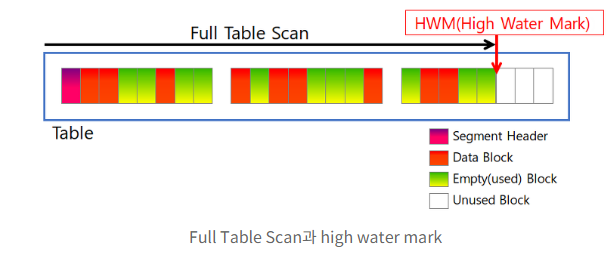 HWM(High Water Mark)
Full Table Scan
Table
Segment Header
Data Block
Empty(used) Block
Unused Block
Full Table Scan과 high water mark